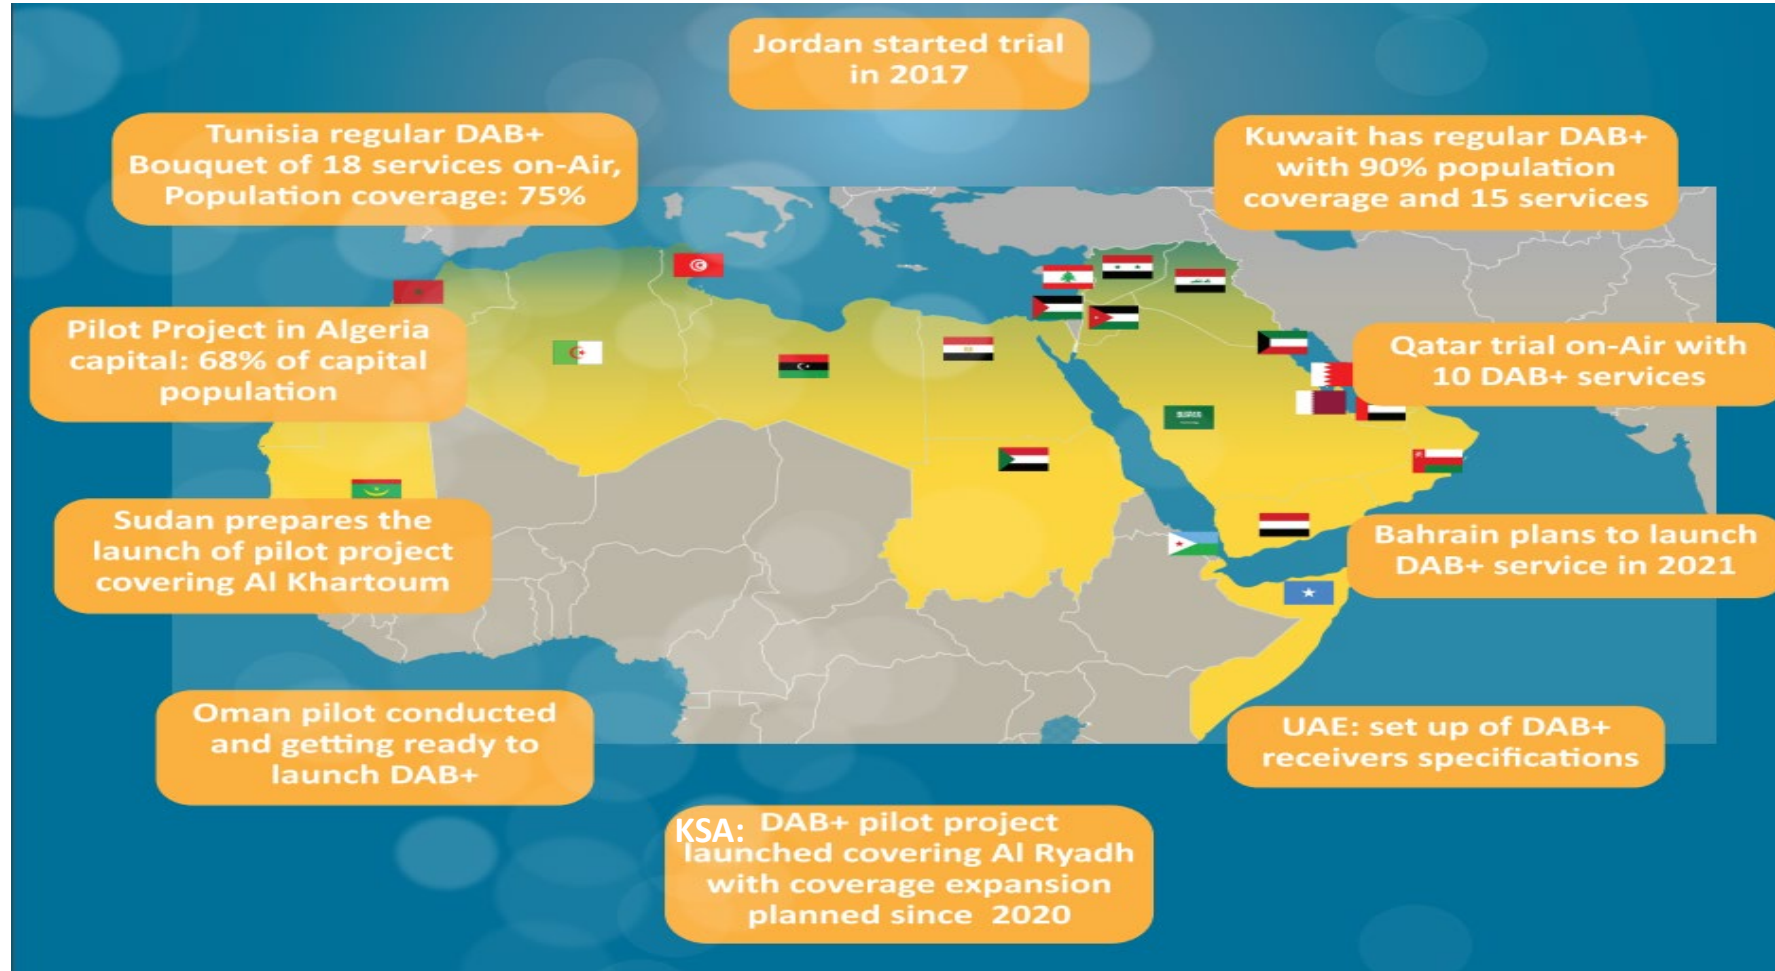 Jordan started trial
in 2017
Tunisia regular DAB+
Bouquet of 18 services on-Air,
Population coverage: 75%
Kuwait has regular DAB+
with 90% population
coverage and 15 services
Pilot Project in Algeria
capital: 68% of capital
population
Qatar trial on-Air with
10 DAB+ services
Sudan prepares the
launch of pilot project
covering Al Khartoum
Bahrain plans to launch
DAB+ service in 2021
Oman pilot conducted
and getting ready to
launch DAB+
UAE: set up of DAB+
receivers specifications
KSA: DAB+ pilot project
launched covering Al Ryadh
with coverage expansion
planned since 2020